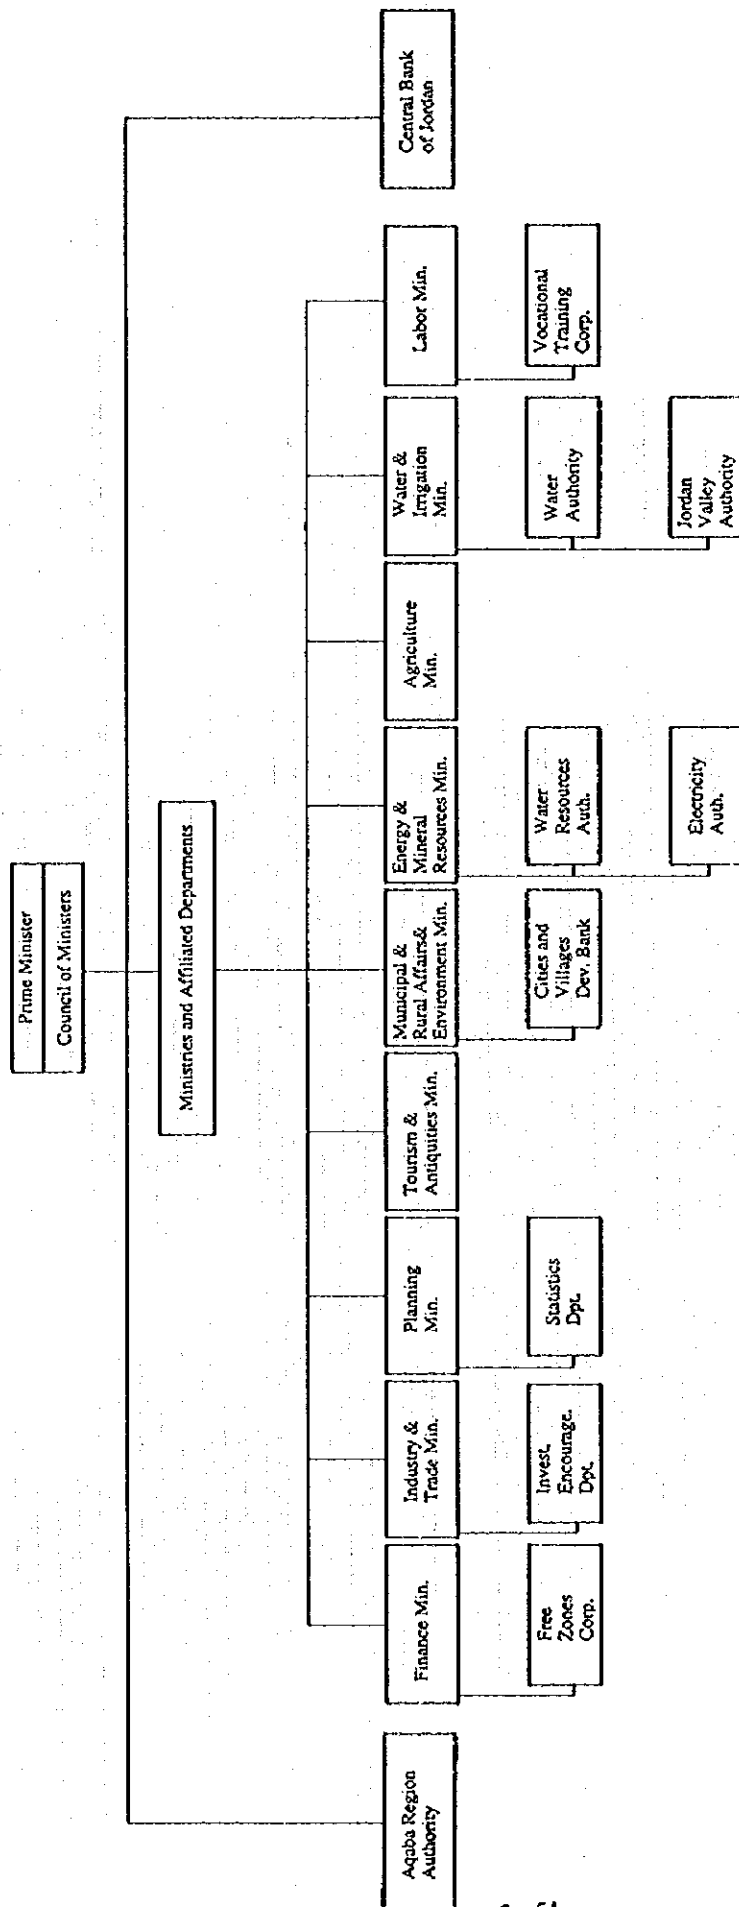 Prime Minister
Council of Ministers
Ministries and Affiliated Departments
Aqaba Region
Authority
Finance Min.
Industry &
Trade Min.
Planning
Min.
Tourism &
Antiquities Min.
Municipal &
Rural Affairs&
Environment Min.
Energy &
Mineral
Resources Min.
Agriculture
Min.
Water &
Irrigation
Min.
Labor Min.
Central Bank
of Jordan
Free
Zones
Corp.
Invest.
Encourage.
Dpt.
Statistics
Dpt.
Cities and
Villages
Dev. Bank
Water
Resources
Auth.
Water
Authority
Vocational
Training
Corp.
Electricity
Auth.
Jordan
Valley
Authority